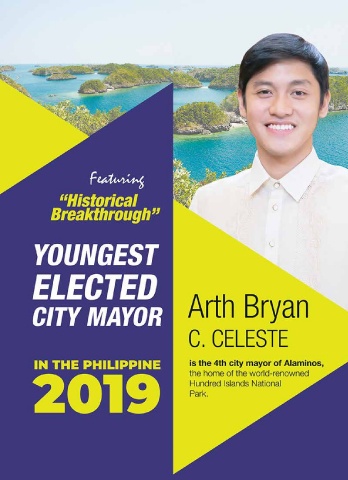 Featuring
"Historical
Breakthrough"
YOUNGEST
ELECTED
CITY MAYOR
IN THE PHILIPPINE
2019
Arth Bryan
C. CELESTE
is the 4th city mayor of Alaminos,
the home of the world-renowned
Hundred Islands National
Park.